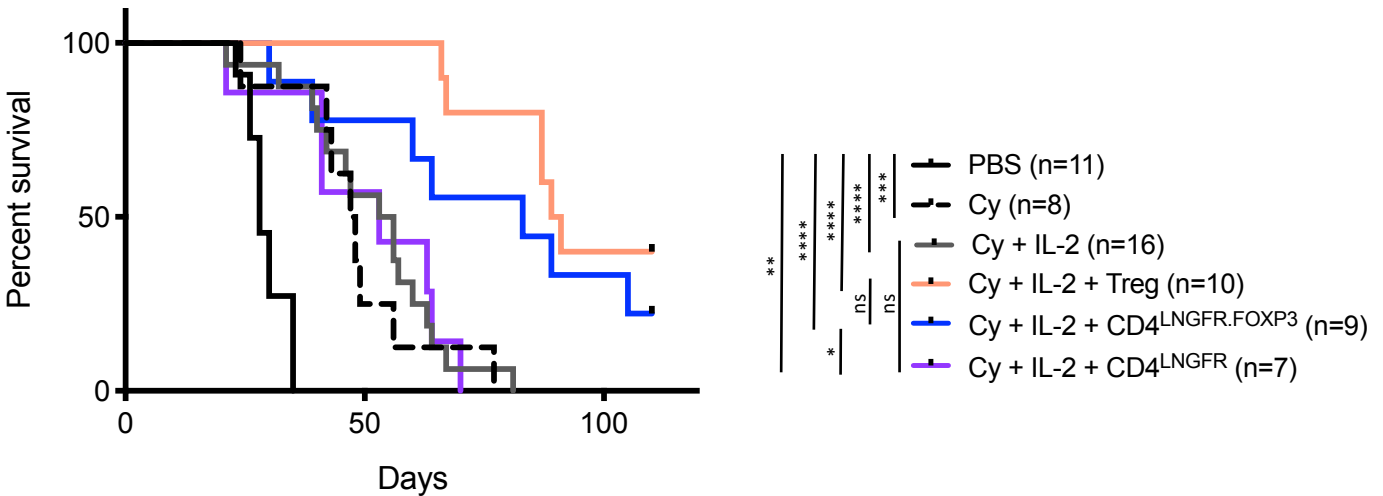 Percent survival
100
50
0
0
50
100
Days
**
****
****
****
***
ns
ns
*
PBS (n=11)
Cy (n=8)
Cy + IL-2 (n=16)
Cy + IL-2 + Treg (n=10)
Cy + IL-2 + CD4LNGFR.FOXP3 (n=9)
Cy + IL-2 + CD4LNGFR (n=7)